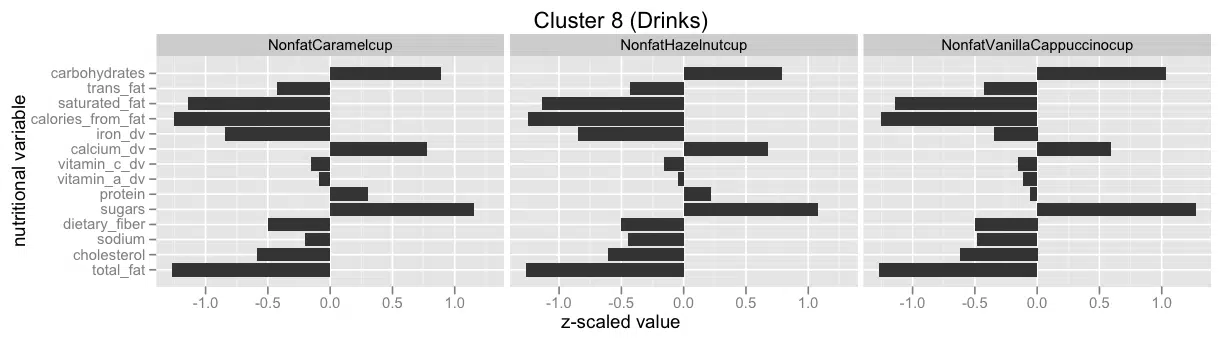 Cluster 8 (Drinks)
NonfatCaramelcup NonfatHazelnutcup NonfatVanillaCappuccinocup
nutritional variable
carbohydrates
trans_fat
saturated_fat
calories_from_fat
iron_dv
calcium_dv
vitamin_c_dv
vitamin_a_dv
protein
sugars
dietary_fiber
sodium
cholesterol
total_fat
-1.0 -0.5 0.0 0.5 1.0 -1.0 -0.5 0.0 0.5 1.0 -1.0 -0.5 0.0 0.5 1.0
z-scaled value